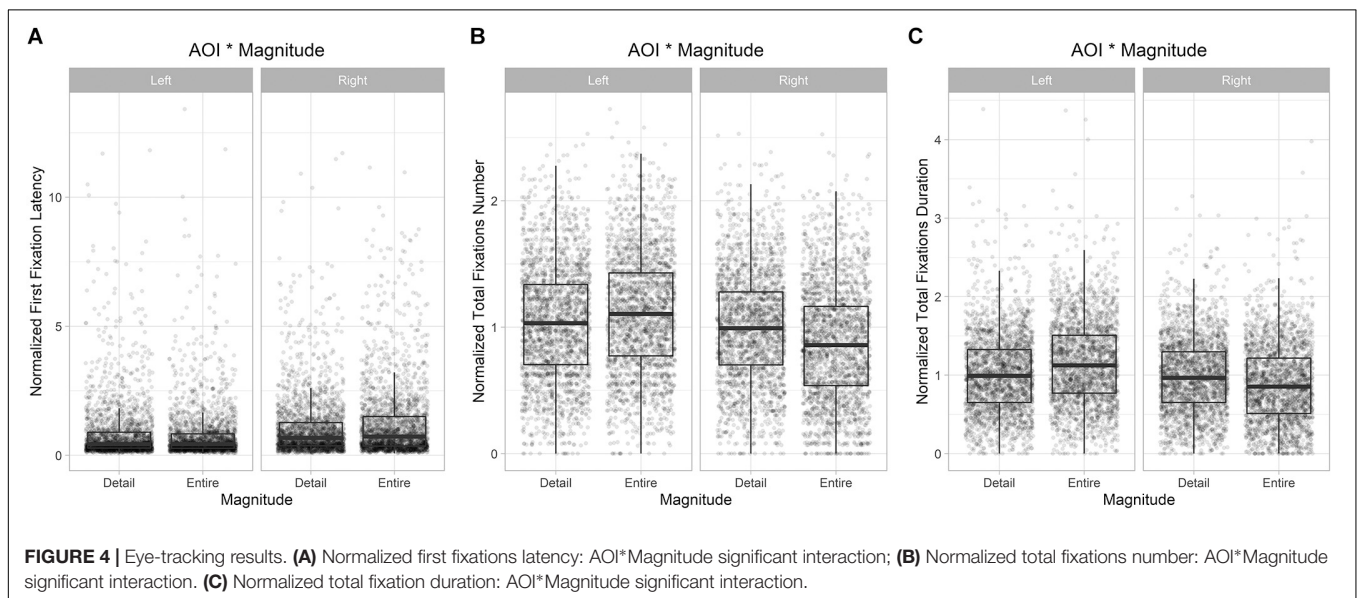 A
AOI * Magnitude
Left Right
Normalized First Fixation Latency
10
5
0
Detail Entire Detail Entire
Magnitude
B
AOI * Magnitude
Left Right
Normalized Total Fixations Number
2
1
0
Detail Entire Detail Entire
Magnitude
C
AOI * Magnitude
Left Right
Normalized Total Fixations Duration
4
3
2
1
0
Detail Entire Detail Entire
Magnitude
FIGURE 4 | Eye-tracking results. (A) Normalized first fixations latency: AOI*Magnitude significant interaction; (B) Normalized total fixations number: AOI*Magnitude
significant interaction. (C) Normalized total fixation duration: AOI*Magnitude significant interaction.